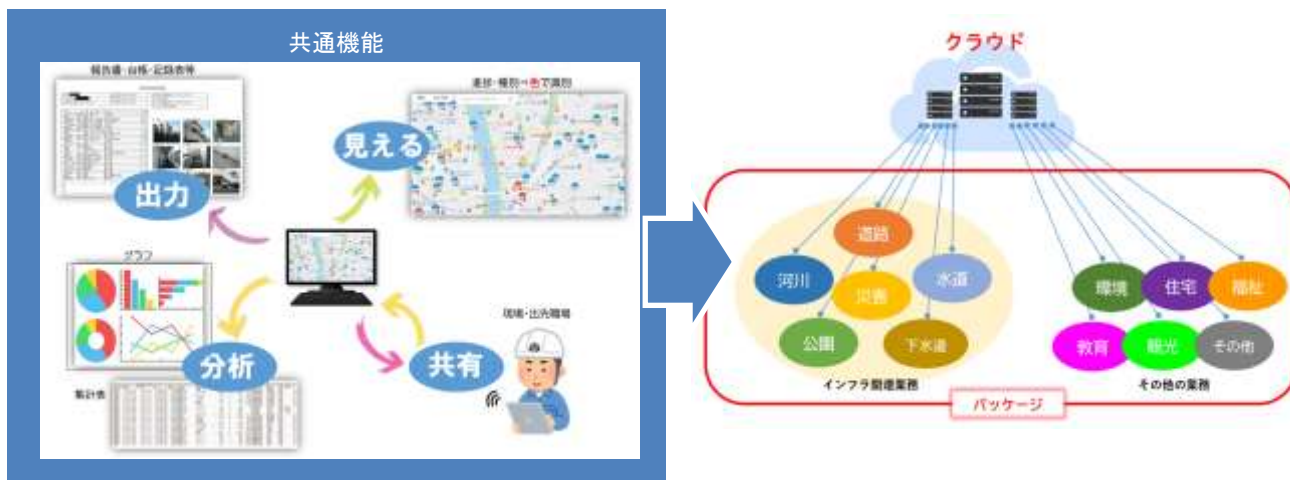 共通機能
報告書・台帳・記録表等
進捗・種別→色で識別
見える
出力
グラフ
分析
集計表
現場・出先職場
共有
クラウド
道路
河川
水道
災害
公園
下水道
インフラ関連業務
環境
住宅
福祉
教育
観光
その他
その他の業務
パッケージ